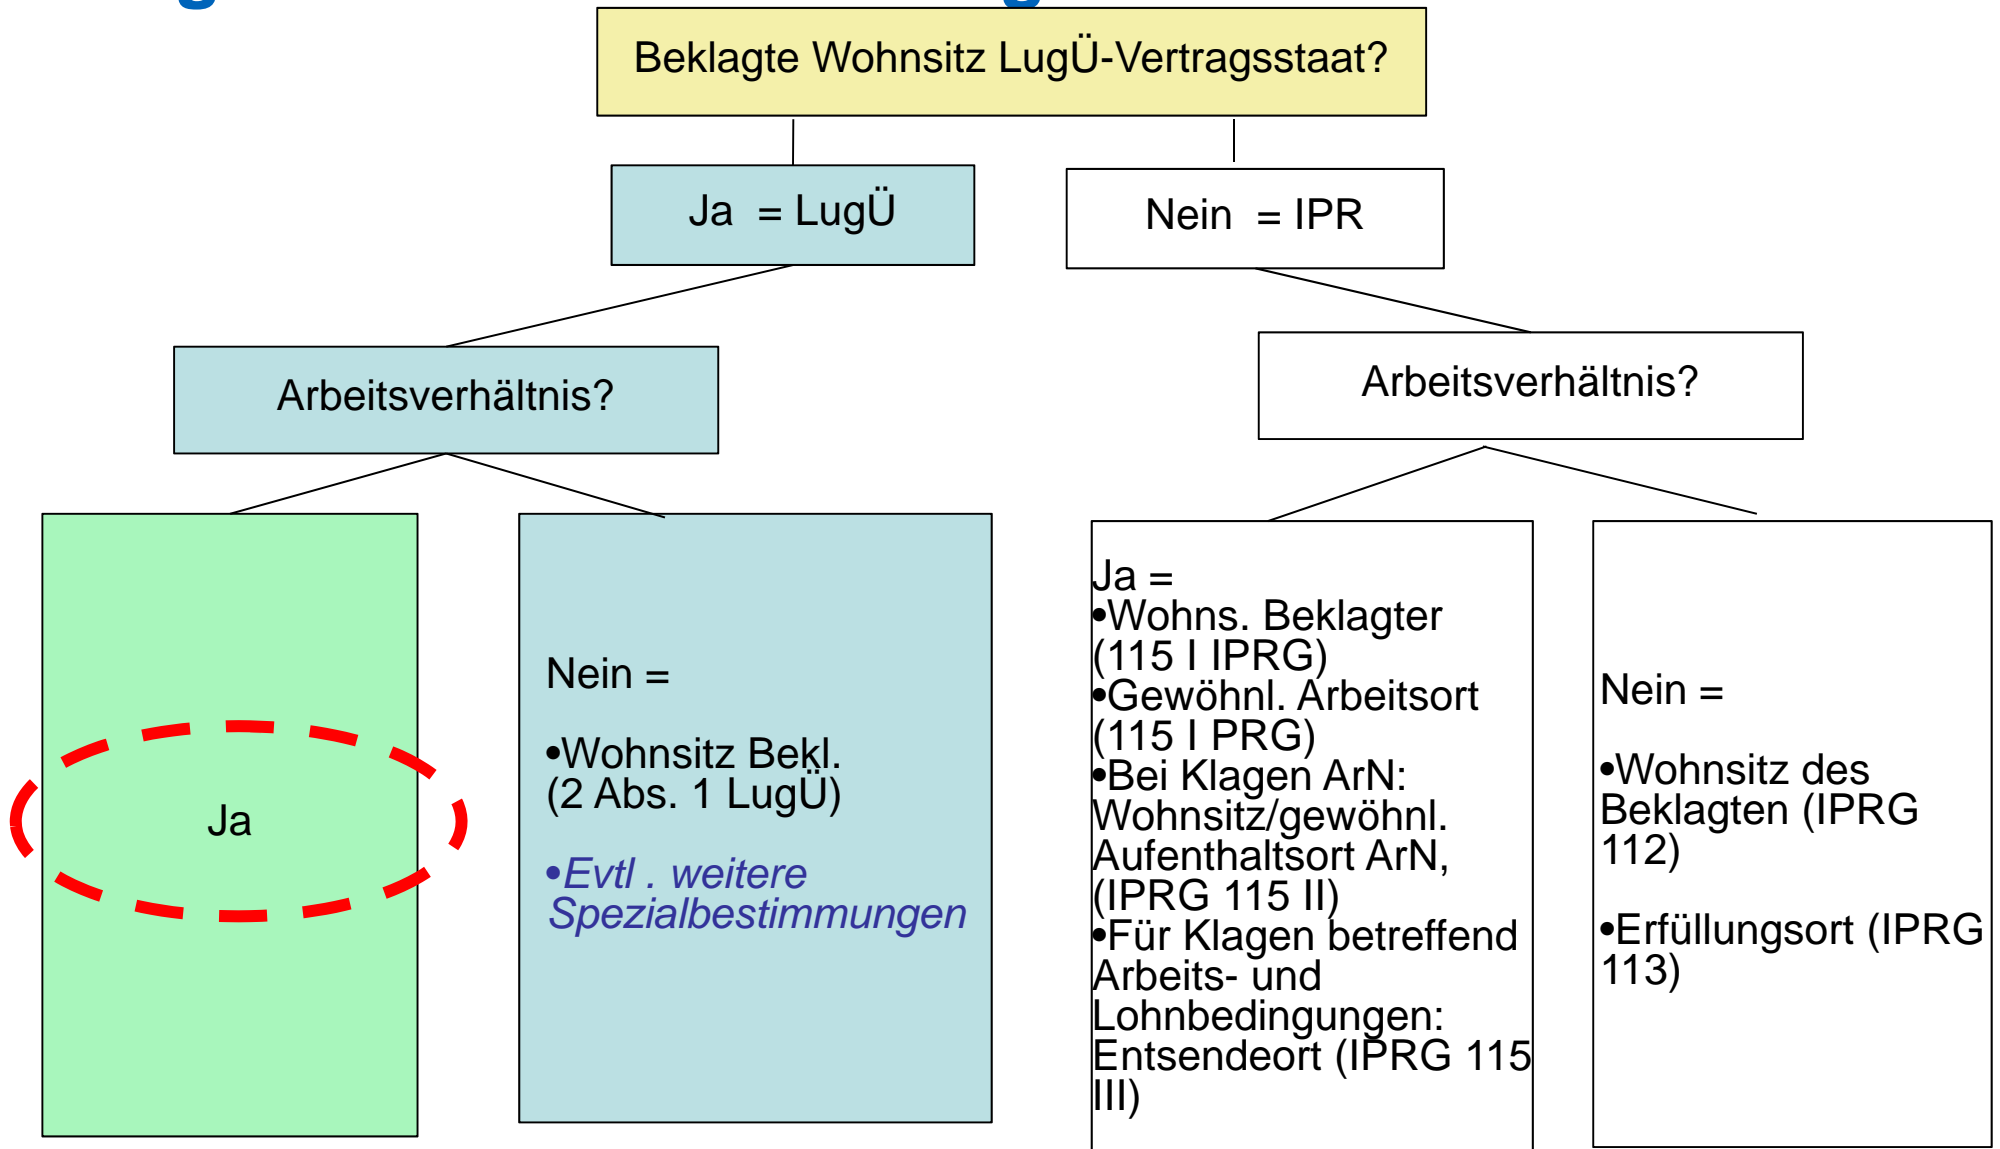 Beklagte Wohnsitz LugÜ-Vertragsstaat?
Ja = LugÜ
Nein = IPR
Arbeitsverhältnis?
Arbeitsverhältnis?
Ja
Nein =
•Wohnsitz Bekl.
(2 Abs. 1 LugÜ)
•Evtl . weitere
Spezialbestimmungen
Ja =
•Wohns. Beklagter
(115 I IPRG)
•Gewöhnl. Arbeitsort
(115 I PRG)
•Bei Klagen ArN:
Wohnsitz/gewöhnl.
Aufenthaltsort ArN,
(IPRG 115 II)
•Für Klagen betreffend
Arbeits- und
Lohnbedingungen:
Entsendeort (IPRG 115
III)
Nein =
•Wohnsitz des
Beklagten (IPRG
112)
•Erfüllungsort (IPRG
113)